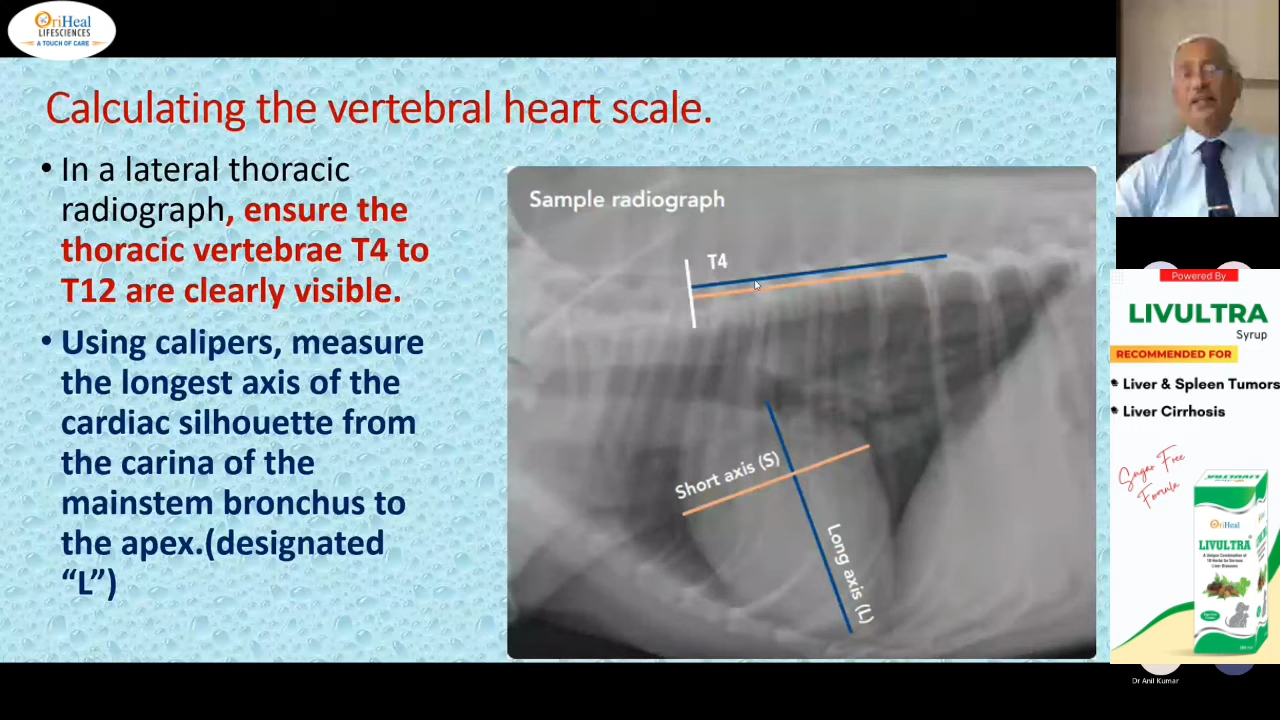 OriHeal
LIFESCIENCES
A TOUCH OF CARE
Calculating the vertebral heart scale.
• In a lateral thoracic
radiograph, ensure the
thoracic vertebrae T4 to
T12 are clearly visible.
• Using calipers, measure
the longest axis of the
cardiac silhouette from
the carina of the
mainstem bronchus to
the apex.(designated
“L”)
Sample radiograph
T4
Short axis (S)
Long axis (L)
Powered By
LIVULTRA
Syrup
RECOMMENDED FOR
Liver & Spleen Tumors
Liver Cirrhosis
Sugar Free
Formula
OriHeal
LIVULTRA
Dr Anil Kumar